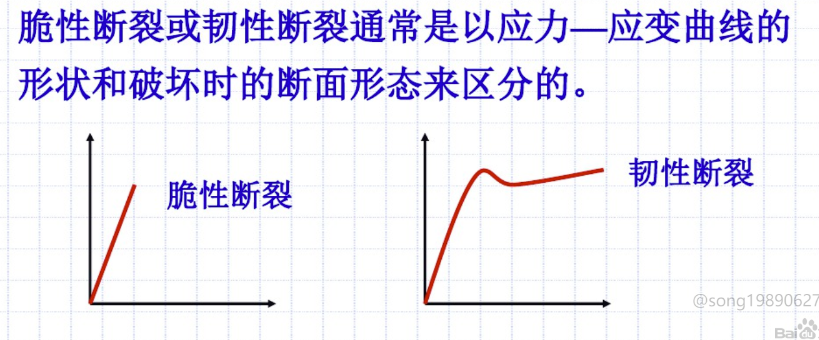 脆性断裂或韧性断裂通常是以应力—应变曲线的
形状和破坏时的断面形态来区分的。
脆性断裂
韧性断裂
@song19890627
Baidu